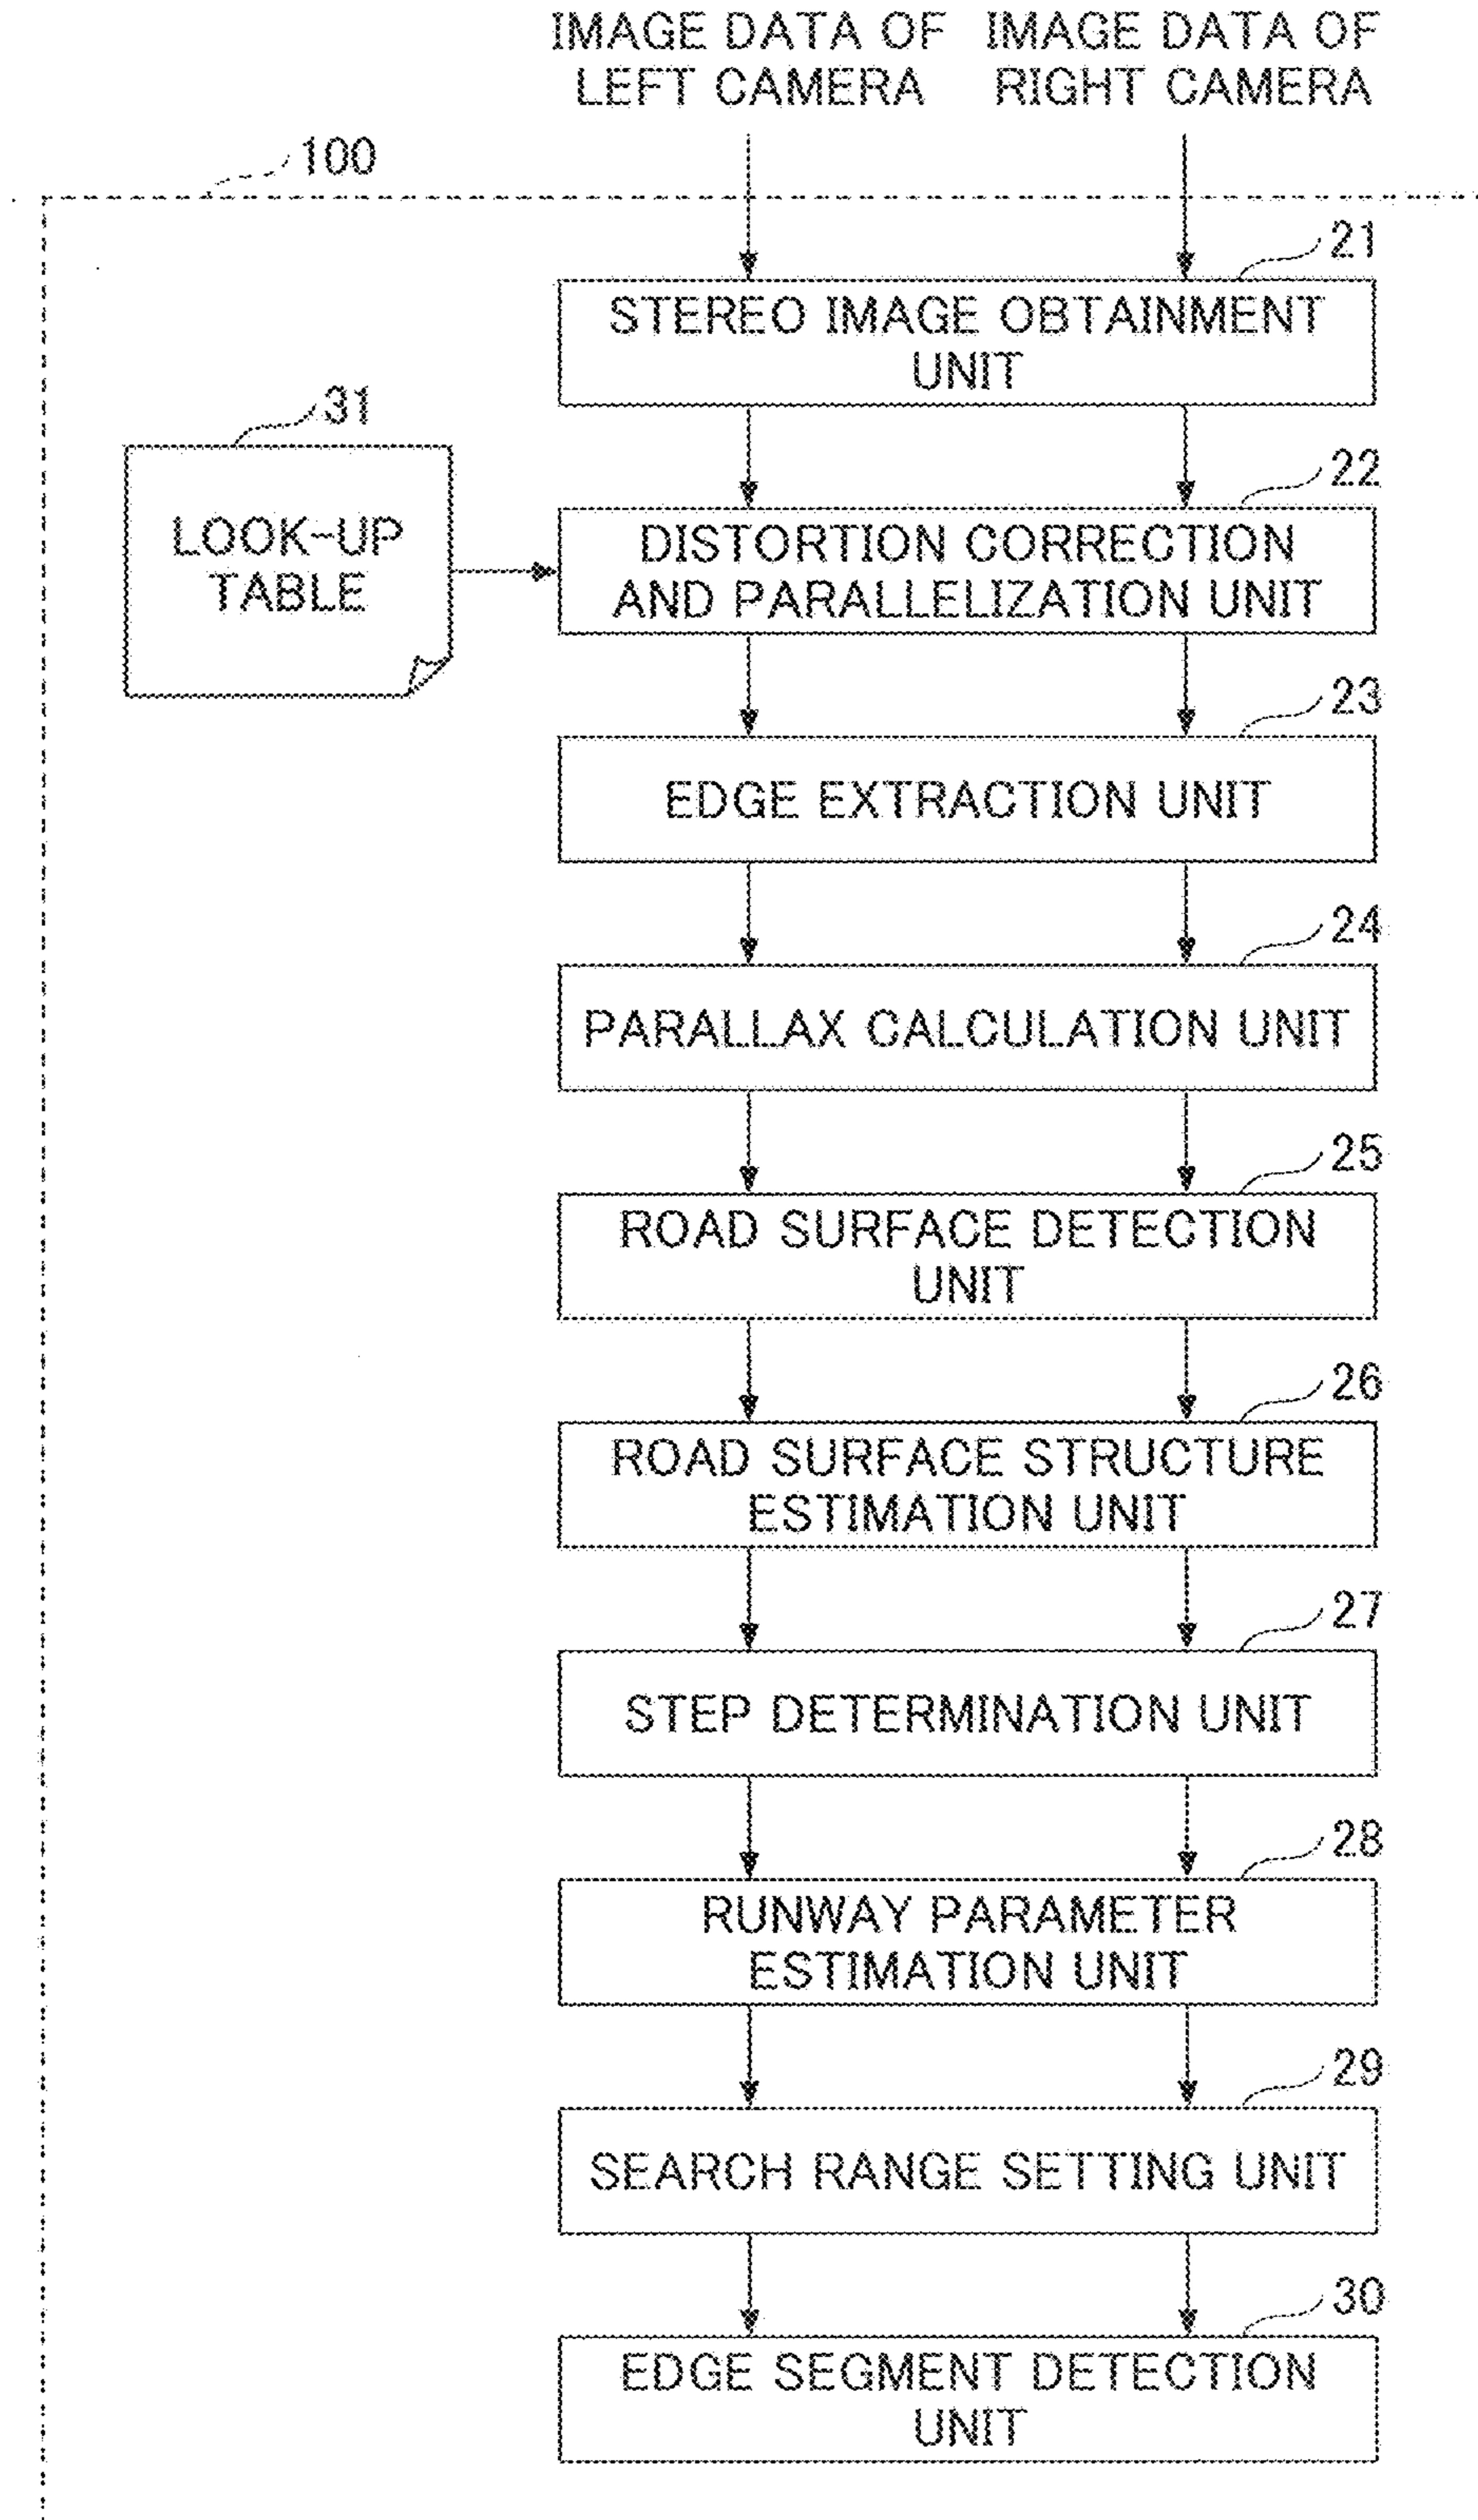 IMAGE DATA OF LEFT CAMERA
IMAGE DATA OF RIGHT CAMERA
100
21
STEREO IMAGE OBTAINMENT
UNIT
31
LOOK-UP
TABLE
22
DISTORTION CORRECTION
AND PARALLELIZATION UNIT
23
EDGE EXTRACTION UNIT
24
PARALLAX CALCULATION UNIT
25
ROAD SURFACE DETECTION
UNIT
26
ROAD SURFACE STRUCTURE
ESTIMATION UNIT
27
STEP DETERMINATION UNIT
28
RUNWAY PARAMETER
ESTIMATION UNIT
29
SEARCH RANGE SETTING UNIT
30
EDGE SEGMENT DETECTION
UNIT